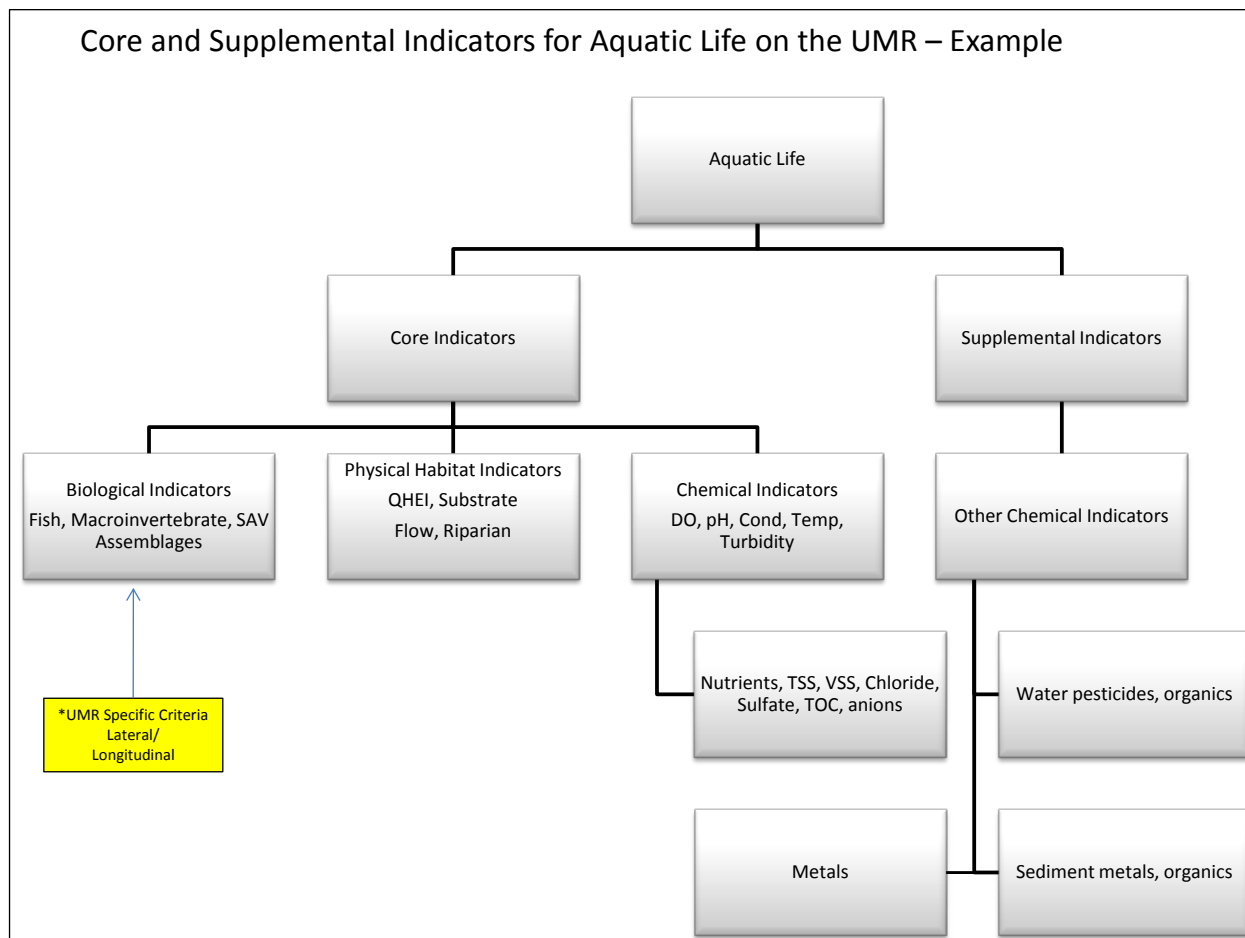 Core and Supplemental Indicators for Aquatic Life on the UMR – Example
Aquatic Life
Core Indicators
Supplemental Indicators
Biological Indicators
Fish, Macroinvertebrate, SAV
Assemblages
Physical Habitat Indicators
QHEI, Substrate
Flow, Riparian
Chemical Indicators
DO, pH, Cond, Temp,
Turbidity
Other Chemical Indicators
*UMR Specific Criteria
Lateral/
Longitudinal
Nutrients, TSS, VSS, Chloride,
Sulfate, TOC, anions
Water pesticides, organics
Metals
Sediment metals, organics